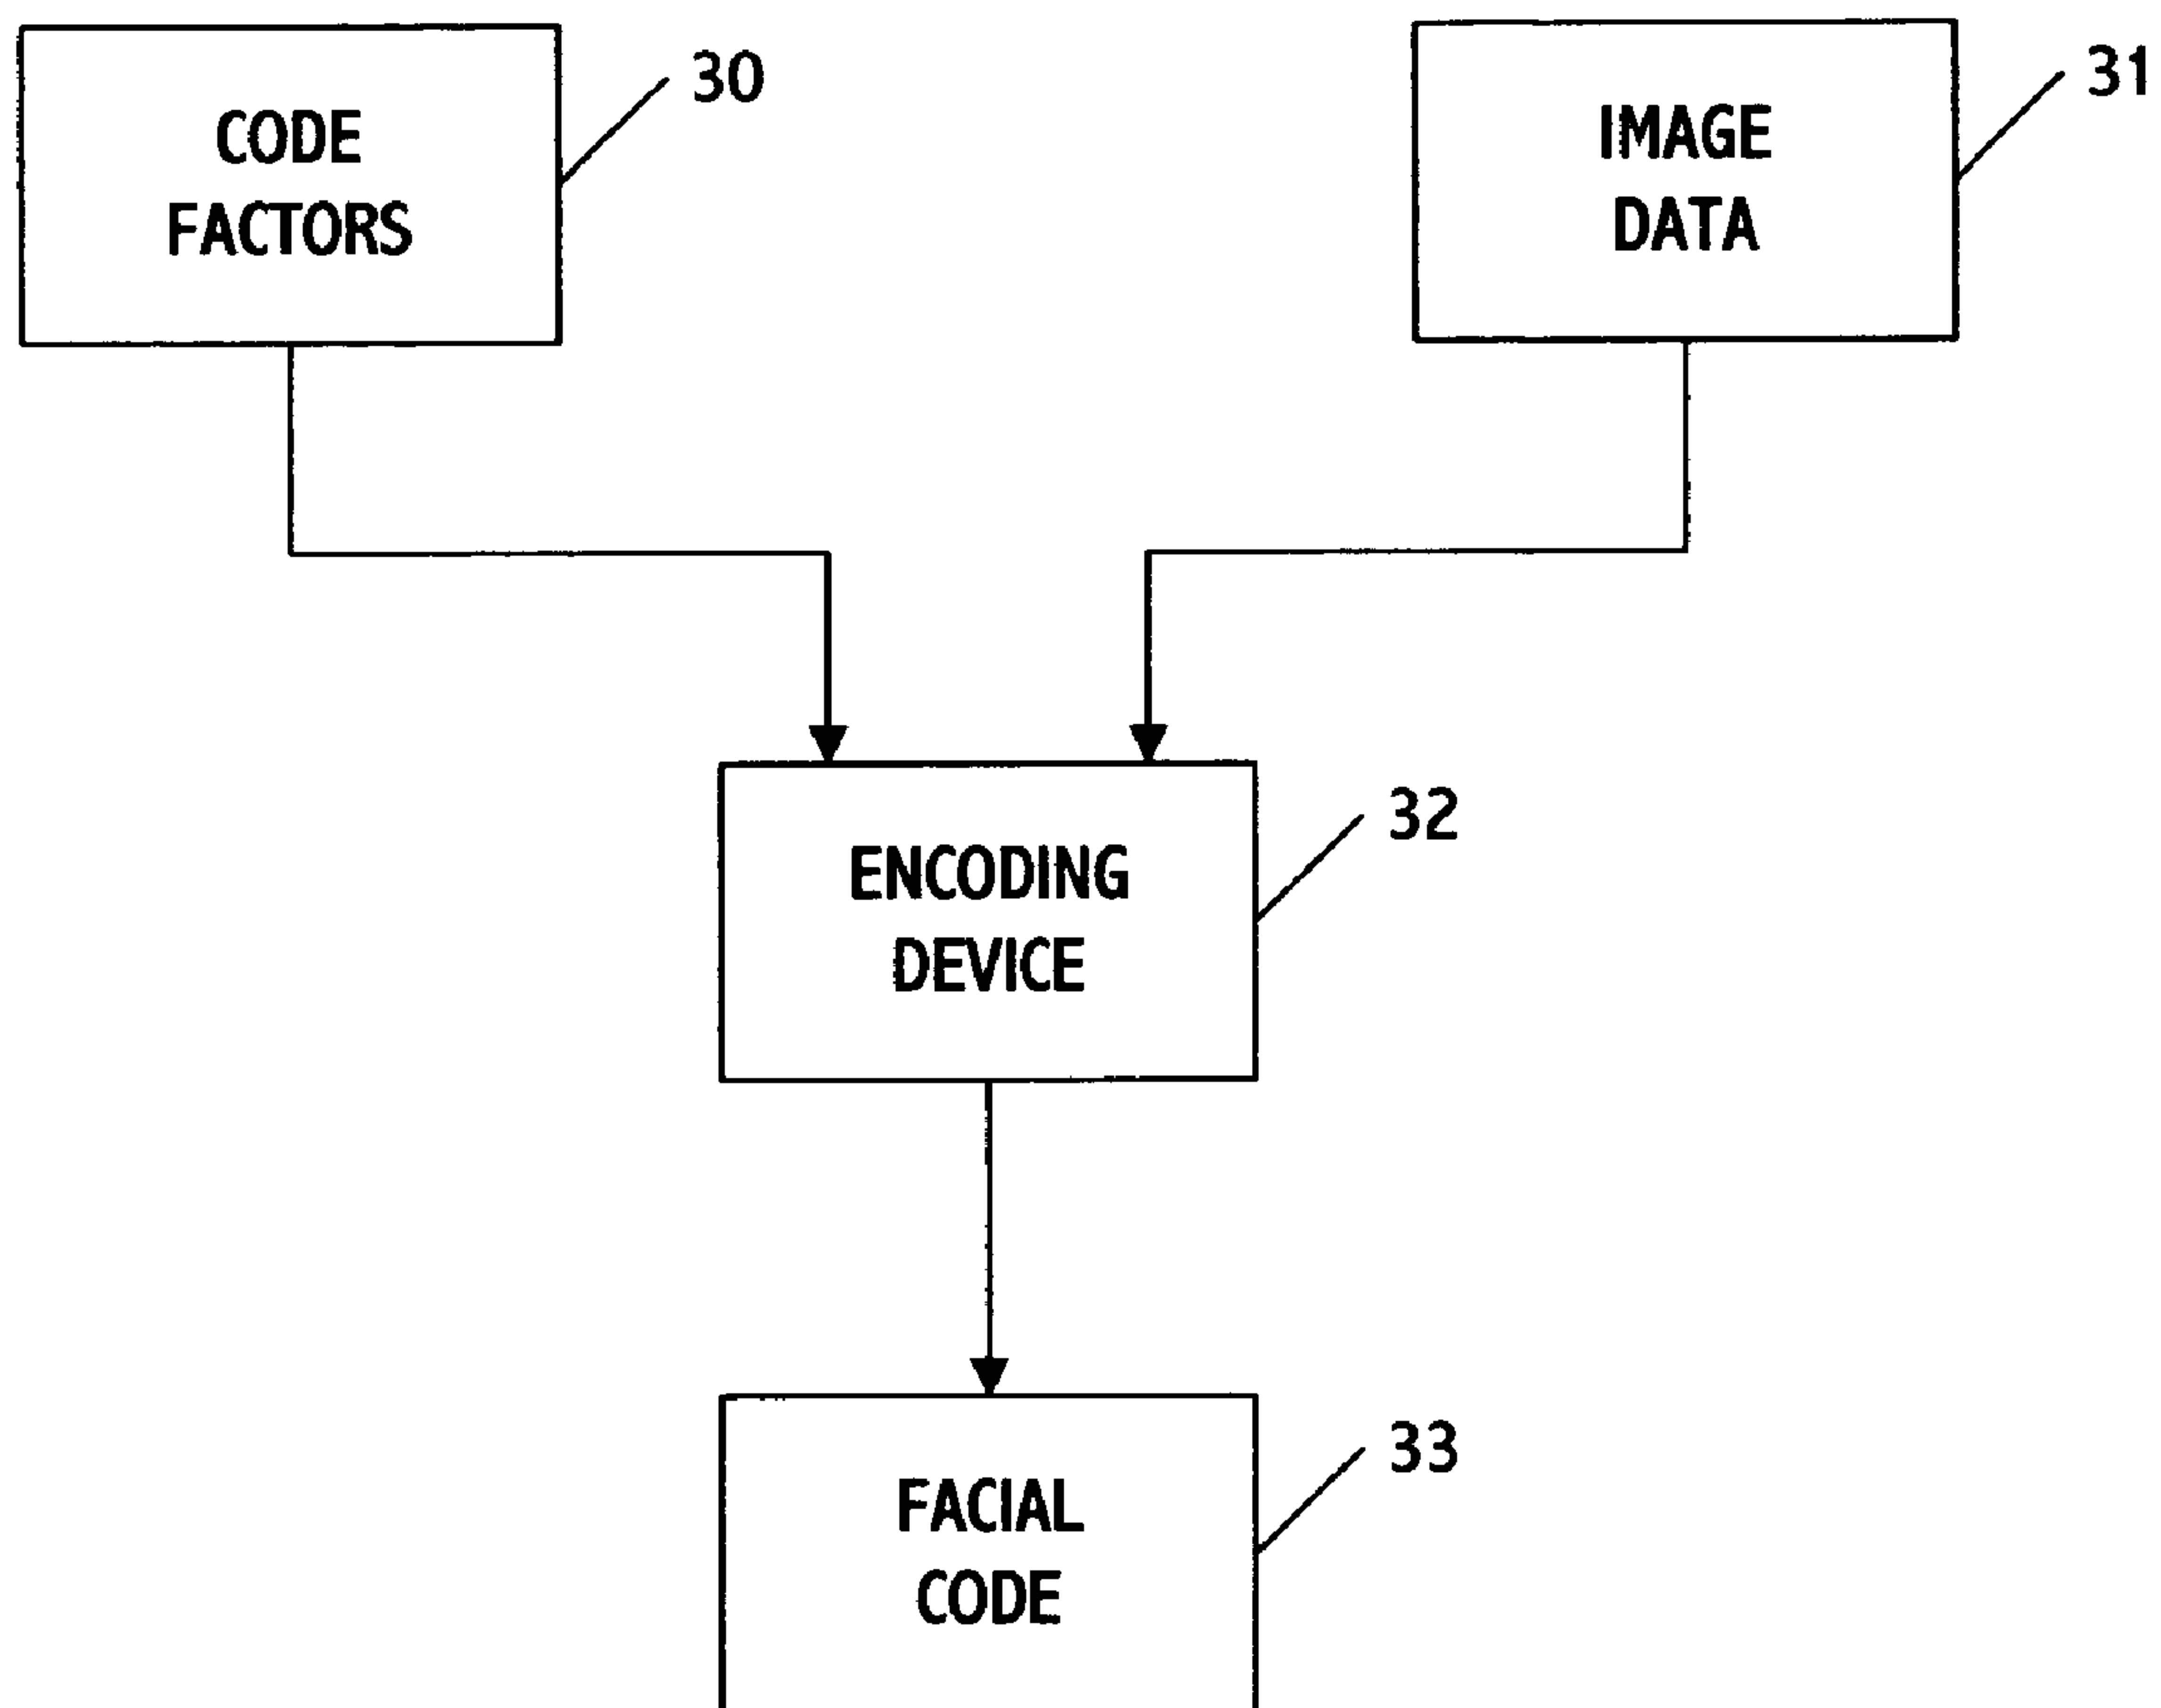 CODE
FACTORS
30
IMAGE
DATA
31
ENCODING
DEVICE
32
FACIAL
CODE
33